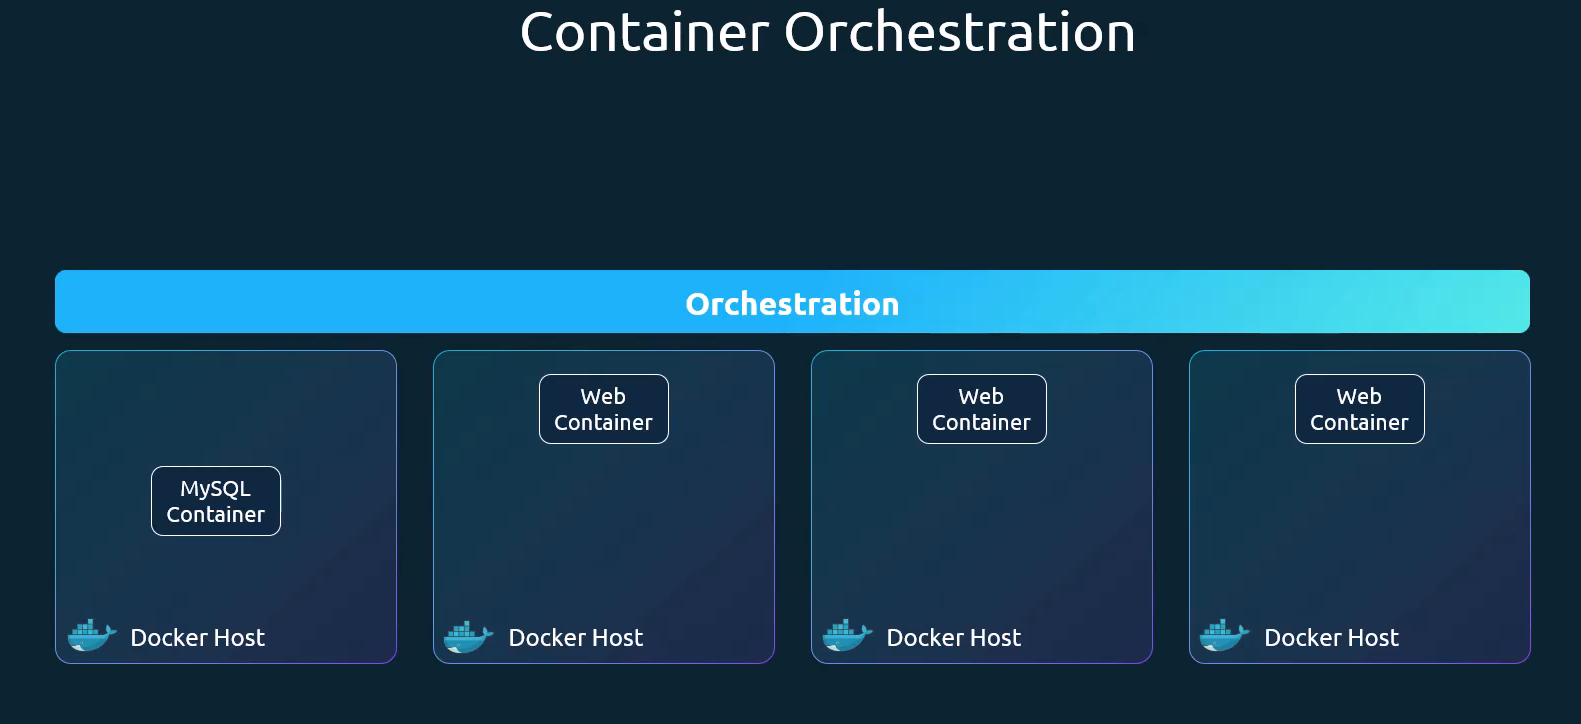 Container Orchestration
Orchestration
MySQL
Container
Docker Host
Web
Container
Docker Host
Web
Container
Docker Host
Web
Container
Docker Host